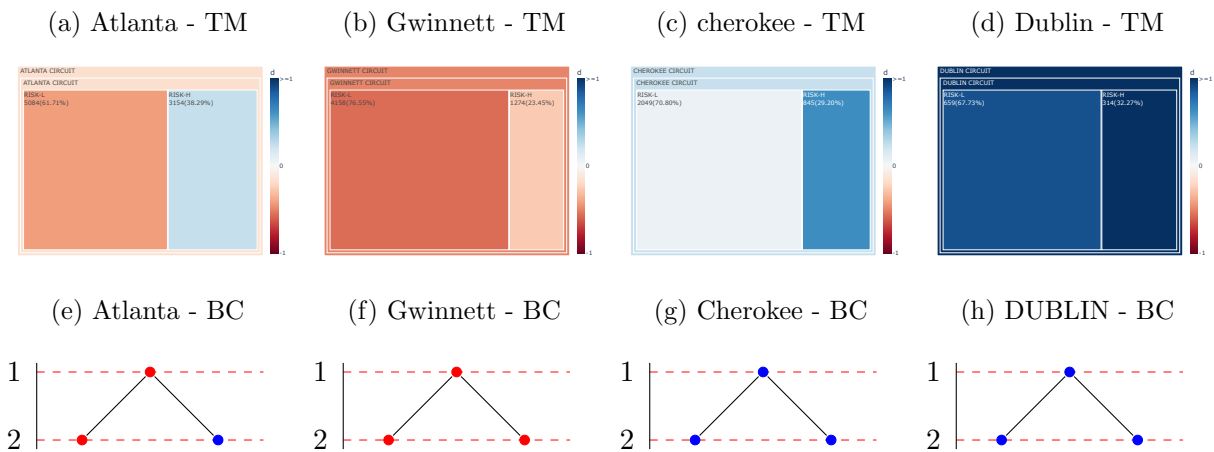 (a) Atlanta - TM
(b) Gwinnett - TM
(c) cherokee - TM
(d) Dublin - TM
ATLANTA CIRCUIT
ATLANTA CIRCUIT
RISK-L
5084(61.71%)
RISK-H
3154(38.29%)
d
>=1
0
-1
GWINNETT CIRCUIT
GWINNETT CIRCUIT
RISK-L
4158(76.55%)
RISK-H
1274(23.45%)
d
>=1
0
-1
CHEROKEE CIRCUIT
CHEROKEE CIRCUIT
RISK-L
2049(70.80%)
RISK-H
845(29.20%)
d
>=1
0
-1
DUBLIN CIRCUIT
DUBLIN CIRCUIT
RISK-L
659(67.73%)
RISK-H
314(32.27%)
d
>=1
0
-1
(e) Atlanta - BC
(f) Gwinnett - BC
(g) Cherokee - BC
(h) DUBLIN - BC
1
2
1
2
1
2
1
2